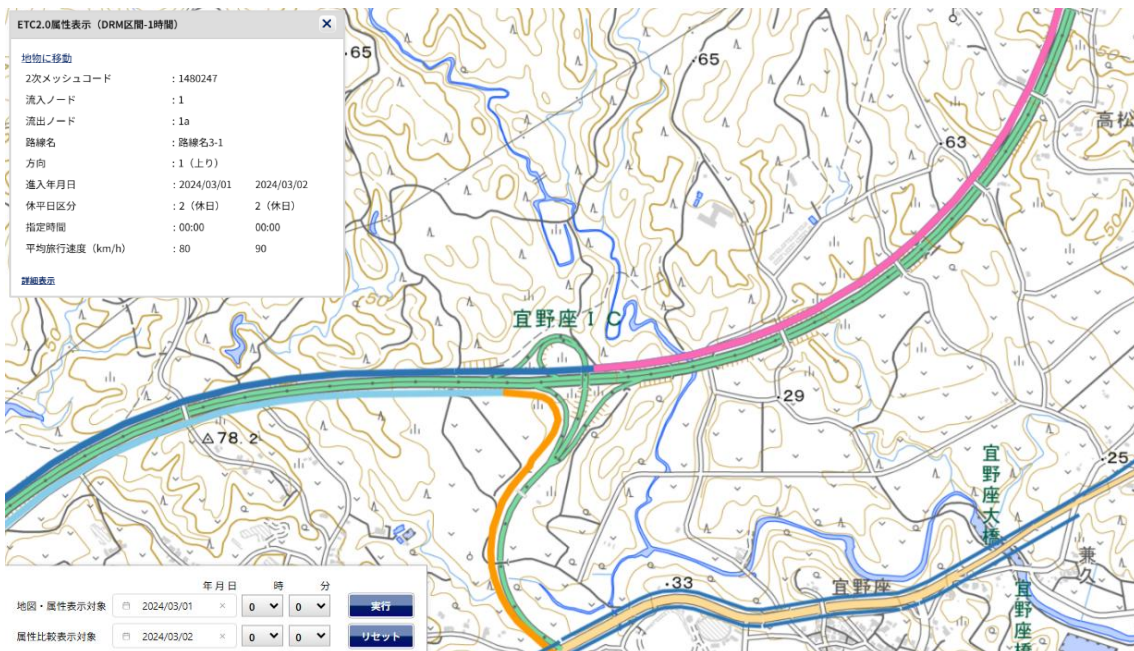 ETC2.0属性表示（DRM区間-1時間） ×
地物に移動
2次メッシュコード : 1480247
流入ノード : 1
流出ノード : 1a
路線名 : 路線名3-1
方向 : 1（上り）
進入年月日 : 2024/03/01 2024/03/02
休平日区分 : 2（休日） 2（休日）
指定時間 : 00:00 00:00
平均旅行速度（km/h） : 80 90
詳細表示
65
65
50
63
高松
50
宜野座IC
29
78.2
25
宜野座大橋
33
宜野座
兼久
宜野座橋
年月日 時 分
地図・属性表示対象 2024/03/01 × 0 0 実行
属性比較表示対象 2024/03/02 × 0 0 リセット